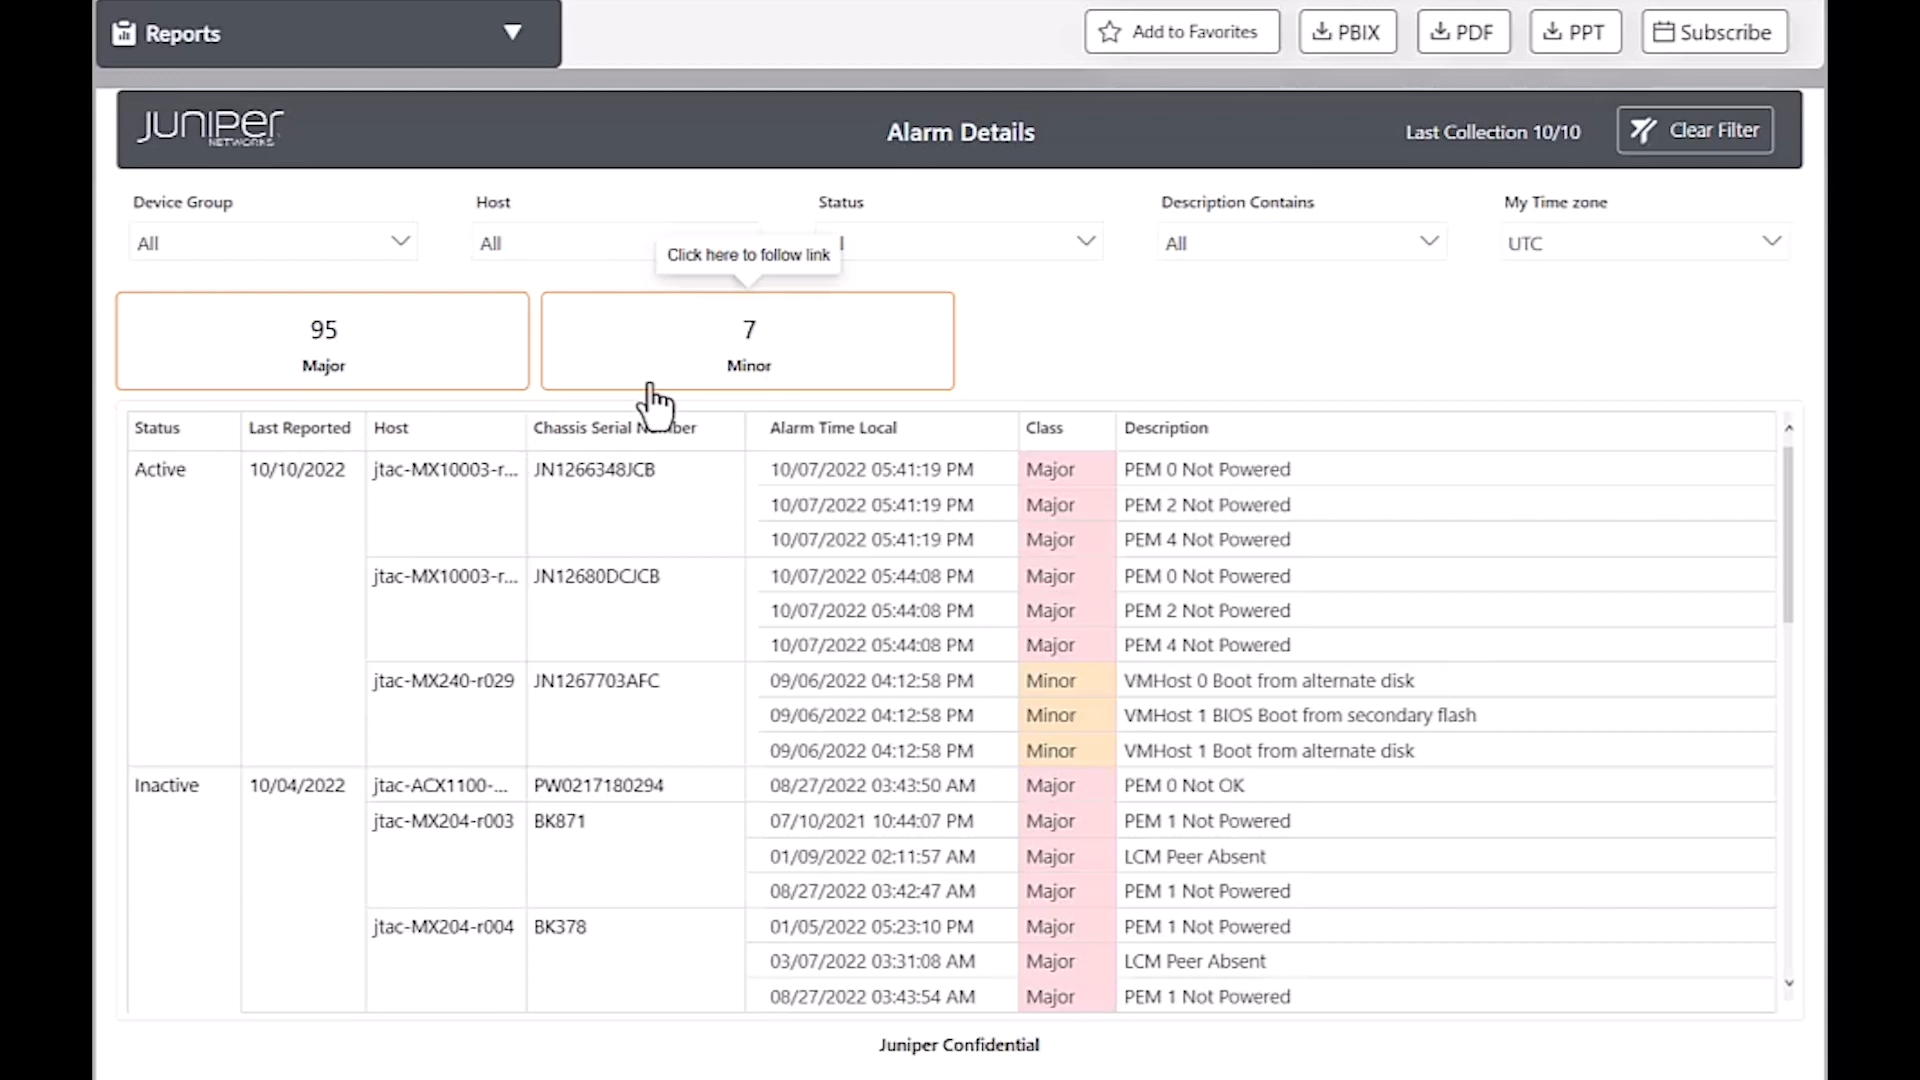 Reports ▼ Add to Favorites PBIX PDF PPT Subscribe
JUNIPER NETWORKS Alarm Details Last Collection 10/10 Clear Filter
Device Group Host Status Description Contains My Time zone
All All All UTC
Click here to follow link
95 7
Major Minor
Status Last Reported Host Chassis Serial Alarm Time Local Class Description
Active 10/10/2022 jtac-MX10003-r... JN1266348JCB 10/07/2022 05:41:19 PM Major PEM 0 Not Powered
10/07/2022 05:41:19 PM Major PEM 2 Not Powered
10/07/2022 05:41:19 PM Major PEM 4 Not Powered
jtac-MX10003-r... JN12680DCJCB 10/07/2022 05:44:08 PM Major PEM 0 Not Powered
10/07/2022 05:44:08 PM Major PEM 2 Not Powered
10/07/2022 05:44:08 PM Major PEM 4 Not Powered
jtac-MX240-r029 JN1267703AFC 09/06/2022 04:12:58 PM Minor VMHost 0 Boot from alternate disk
09/06/2022 04:12:58 PM Minor VMHost 1 BIOS Boot from secondary flash
09/06/2022 04:12:58 PM Minor VMHost 1 Boot from alternate disk
Inactive 10/04/2022 jtac-ACX1100-... PW0217180294 08/27/2022 03:43:50 AM Major PEM 0 Not OK
jtac-MX204-r003 BK871 07/10/2021 10:44:07 PM Major PEM 1 Not Powered
01/09/2022 02:11:57 AM Major LCM Peer Absent
08/27/2022 03:42:47 AM Major PEM 1 Not Powered
jtac-MX204-r004 BK378 01/05/2022 05:23:10 PM Major PEM 1 Not Powered
03/07/2022 03:31:08 AM Major LCM Peer Absent
08/27/2022 03:43:54 AM Major PEM 1 Not Powered
Juniper Confidential